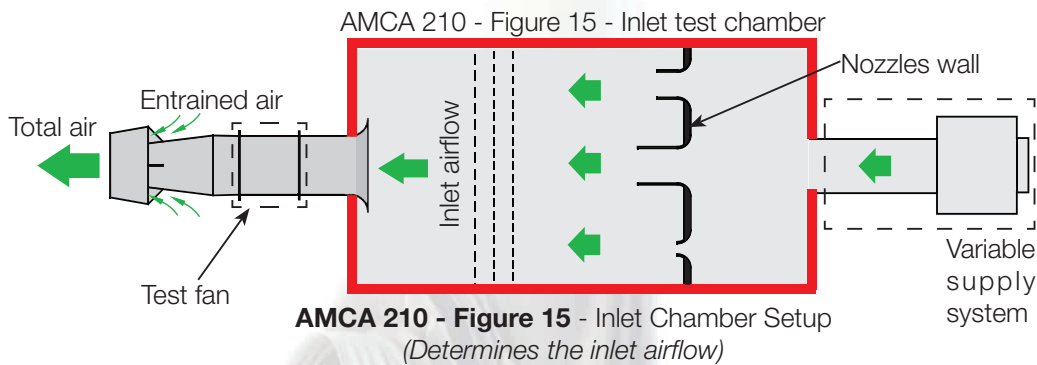 AMCA 210 - Figure 15 - Inlet test chamber
Nozzles wall
Entrained air
Total air
Inlet airflow
Test fan
Variable
supply
system
AMCA 210 - Figure 15 - Inlet Chamber Setup
(Determines the inlet airflow)